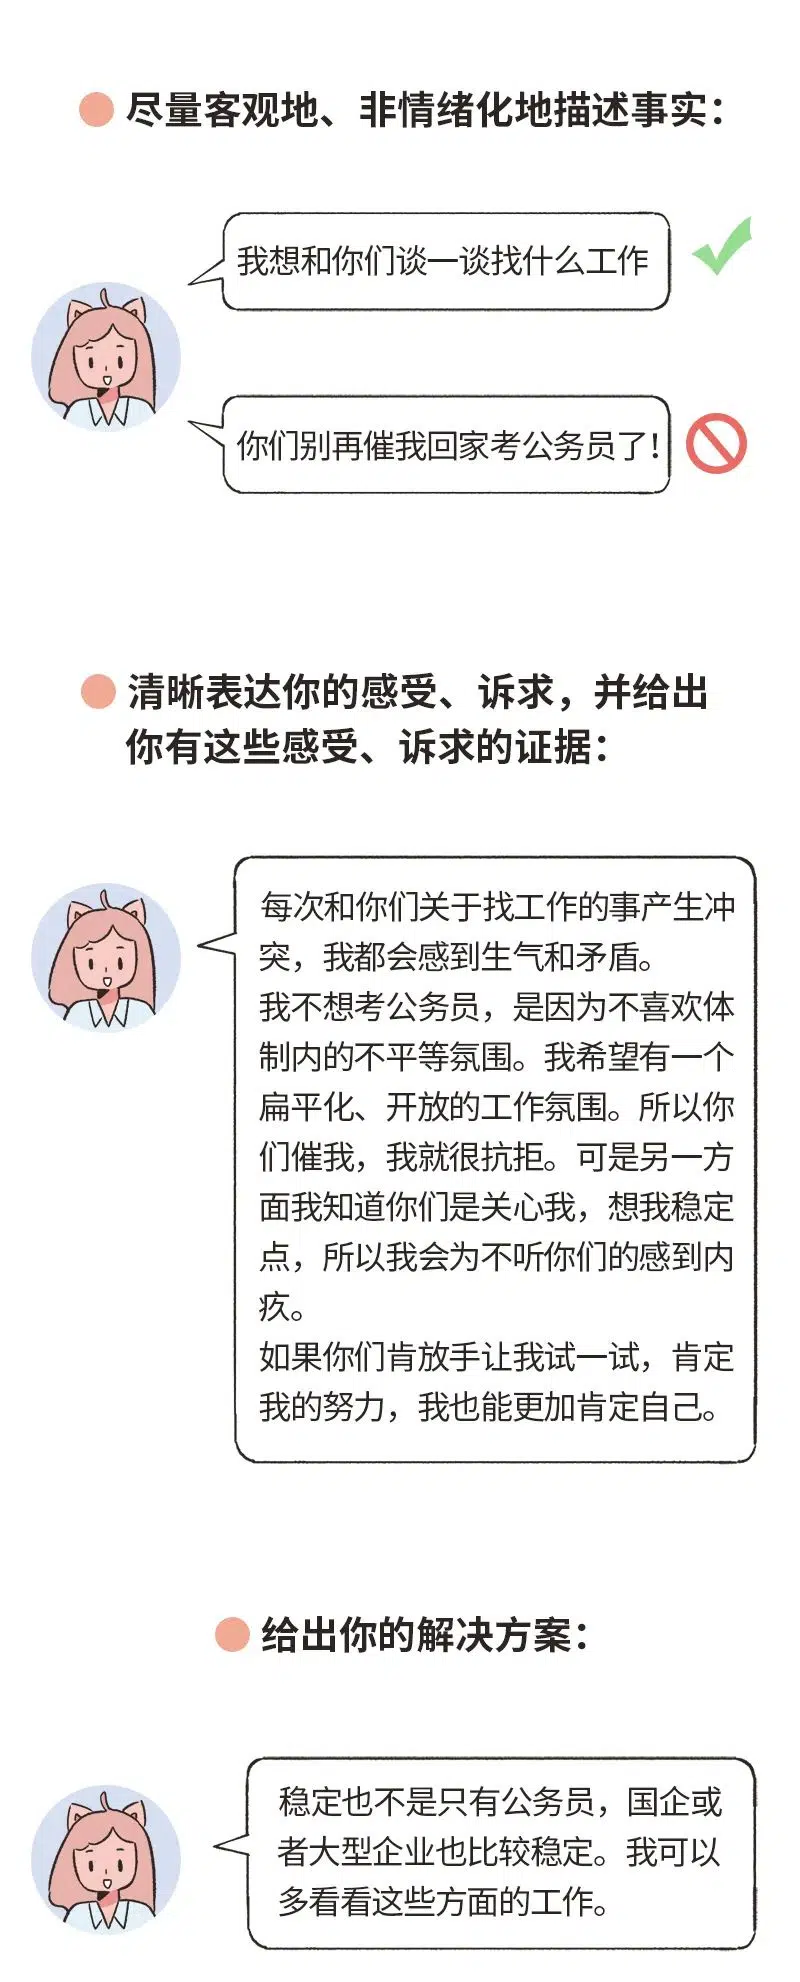 尽量客观地、非情绪化地描述事实：
我想和你们谈一谈找什么工作
你们别再催我回家考公务员了！
清晰表达你的感受、诉求，并给出
你有这些感受、诉求的证据：
每次和你们关于找工作的事产生冲
突，我都会感到生气和矛盾。
我不想考公务员，是因为不喜欢体
制内的不平等氛围。我希望有一个
扁平化、开放的工作氛围。所以你
们催我，我就很抗拒。可是另一方
面我知道你们是关心我，想我稳定
点，所以我会为不听你们的感到内
疚。
如果你们肯放手让我试一试，肯定
我的努力，我也能更加肯定自己。
给出你的解决方案：
稳定也不是只有公务员，国企或
者大型企业也比较稳定。我可以
多看看这些方面的工作。